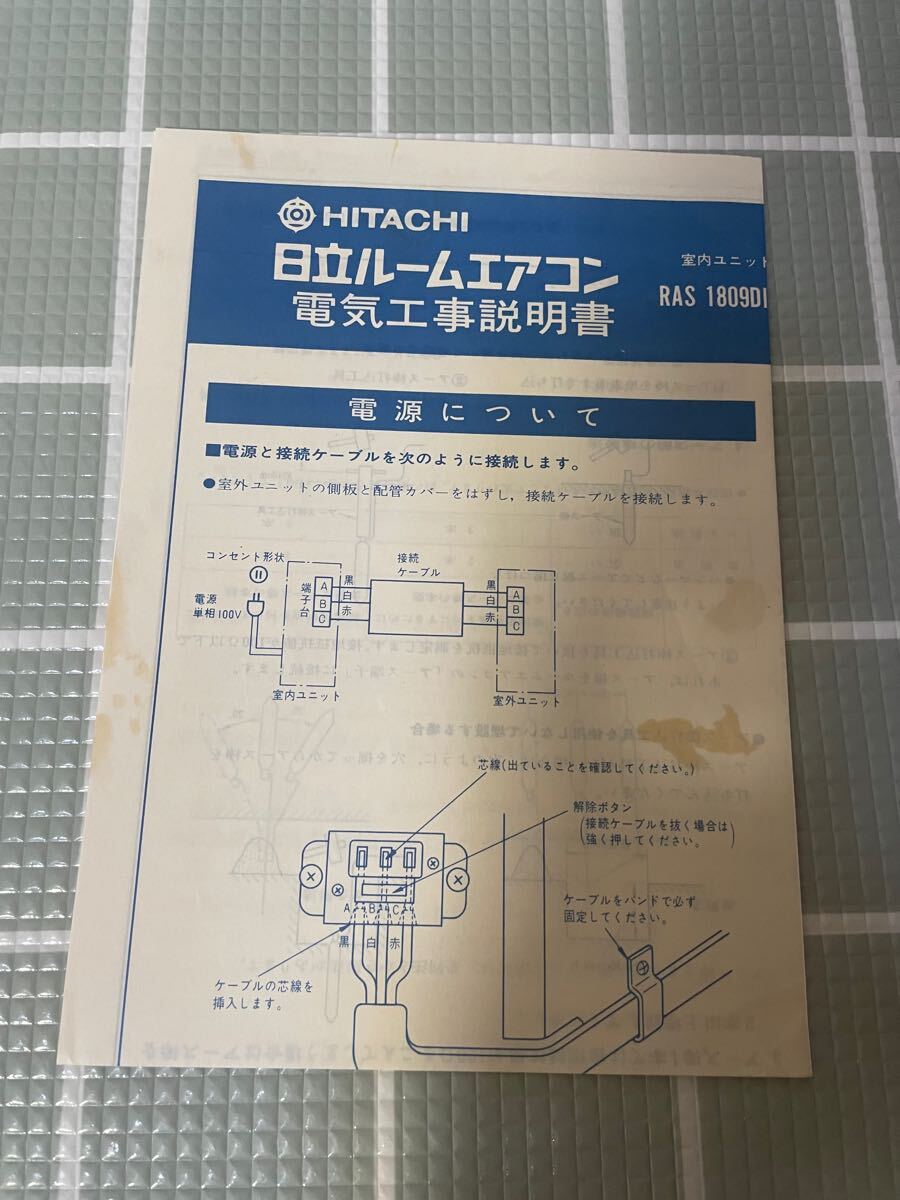 HITACHI
日立ルームエアコン
電気工事説明書
室内ユニット
RAS 1809D
電源について
■電源と接続ケーブルを次のように接続します。
●室外ユニットの側板と配管カバーをはずし，接続ケーブルを接続します。
コンセント形状
電源
単相100V
端子台
A
B
C
黒
白
赤
接続
ケーブル
黒
白
赤
A
B
C
室内ユニット
室外ユニット
芯線(出ていることを確認してください。)
解除ボタン
(接続ケーブルを抜く場合は
強く押してください。)
ケーブルをバンドで必ず
固定してください。
A
B
C
黒
白
赤
ケーブルの芯線を
挿入します。